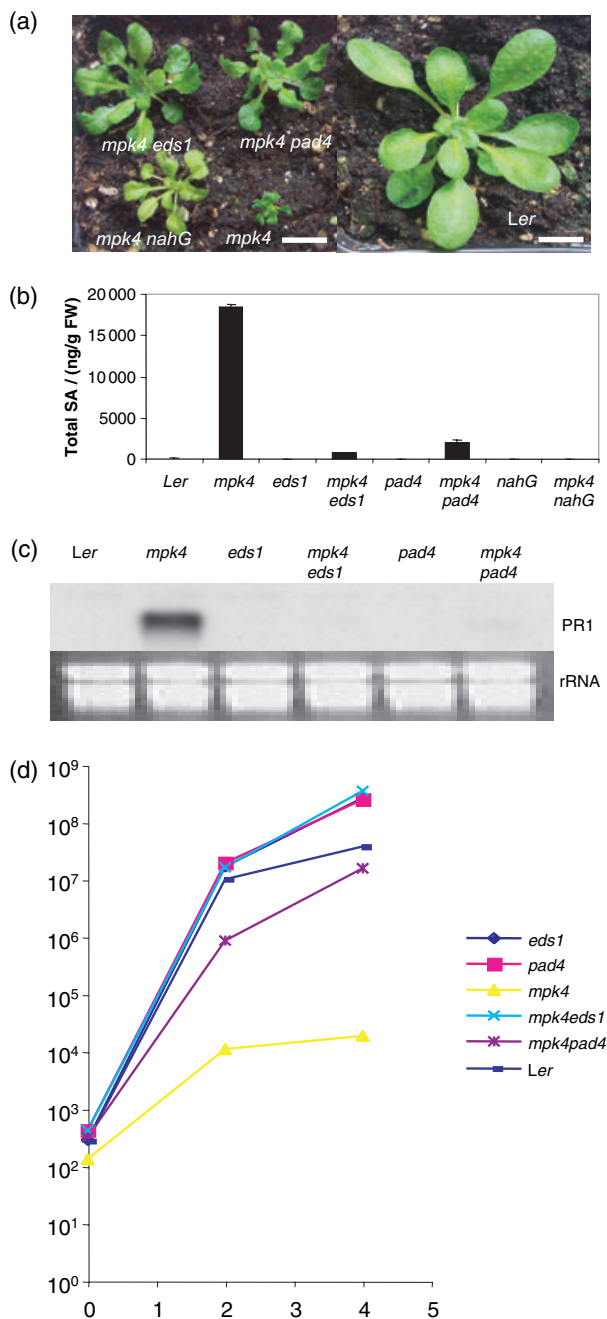 (a)
mpk4 eds1
mpk4 pad4
mpk4 nahG
mpk4
Ler
(b)
Total SA / (ng/g FW)
20 000
15 000
10 000
5000
0
Ler mpk4 eds1 mpk4 eds1 pad4 mpk4 pad4 nahG mpk4 nahG
(c)
Ler mpk4 eds1 mpk4 eds1 pad4 mpk4 pad4
PR1
rRNA
(d)
10⁹
10⁸
10⁷
10⁶
10⁵
10⁴
10³
10²
10¹
10⁰
0 1 2 3 4 5
eds1
pad4
mpk4
mpk4eds1
mpk4pad4
Ler